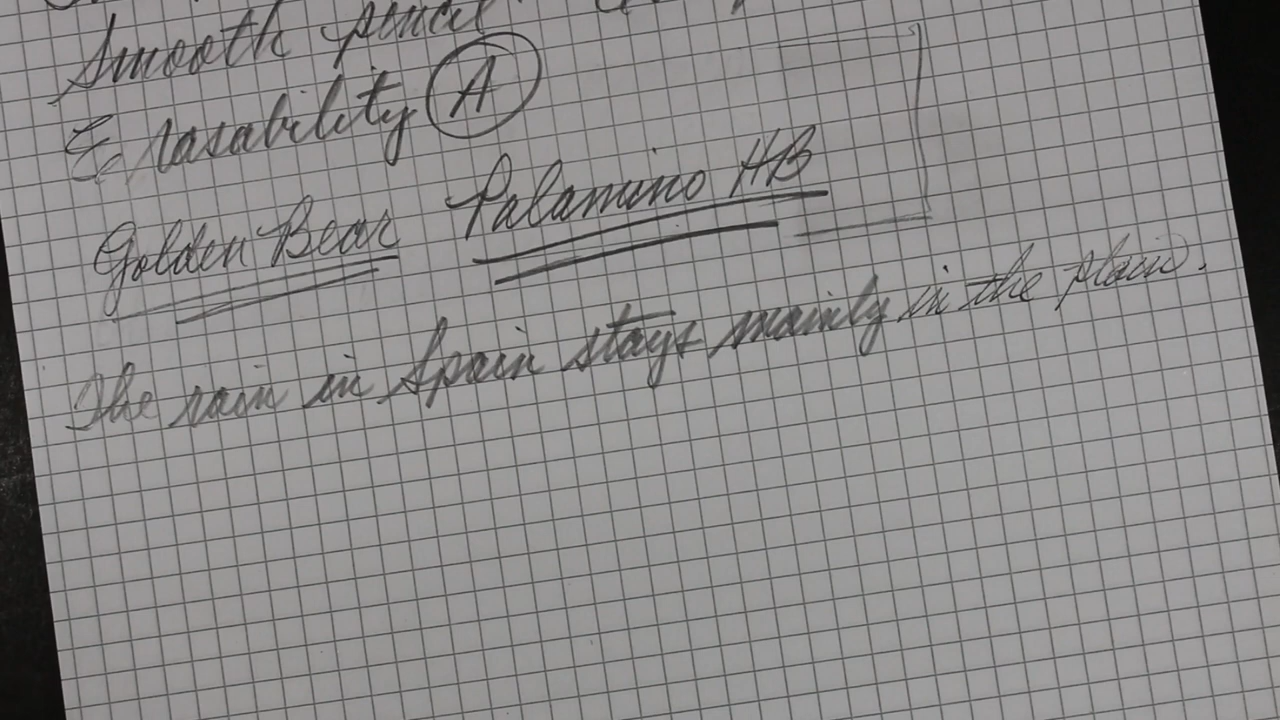 Smooth pencil
Erasability A
Golden Bear Palamino HB
The rain in Spain stays mainly in the plain.